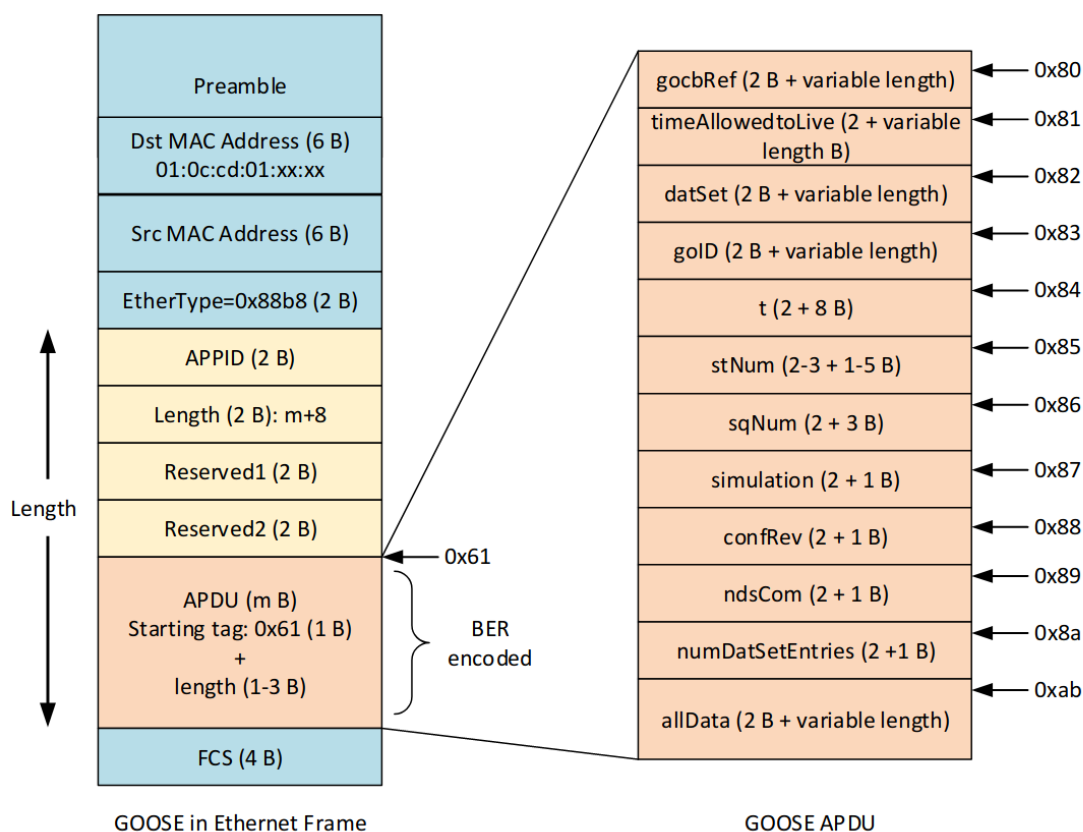 Preamble
Dst MAC Address (6 B)
01:0c:cd:01:xx:xx
Src MAC Address (6 B)
EtherType=0x88b8 (2 B)
APPID (2 B)
Length (2 B): m+8
Reserved1 (2 B)
Reserved2 (2 B)
Length
0x61
APDU (m B)
Starting tag: 0x61 (1 B)
+
length (1-3 B)
BER
encoded
FCS (4 B)
GOOSE in Ethernet Frame
gocbRef (2 B + variable length)
0x80
timeAllowedtoLive (2 + variable
length B)
0x81
datSet (2 B + variable length)
0x82
goID (2 B + variable length)
0x83
t (2 + 8 B)
0x84
stNum (2-3 + 1-5 B)
0x85
sqNum (2 + 3 B)
0x86
simulation (2 + 1 B)
0x87
confRev (2 + 1 B)
0x88
ndsCom (2 + 1 B)
0x89
numDatSetEntries (2 +1 B)
0x8a
allData (2 B + variable length)
0xab
GOOSE APDU